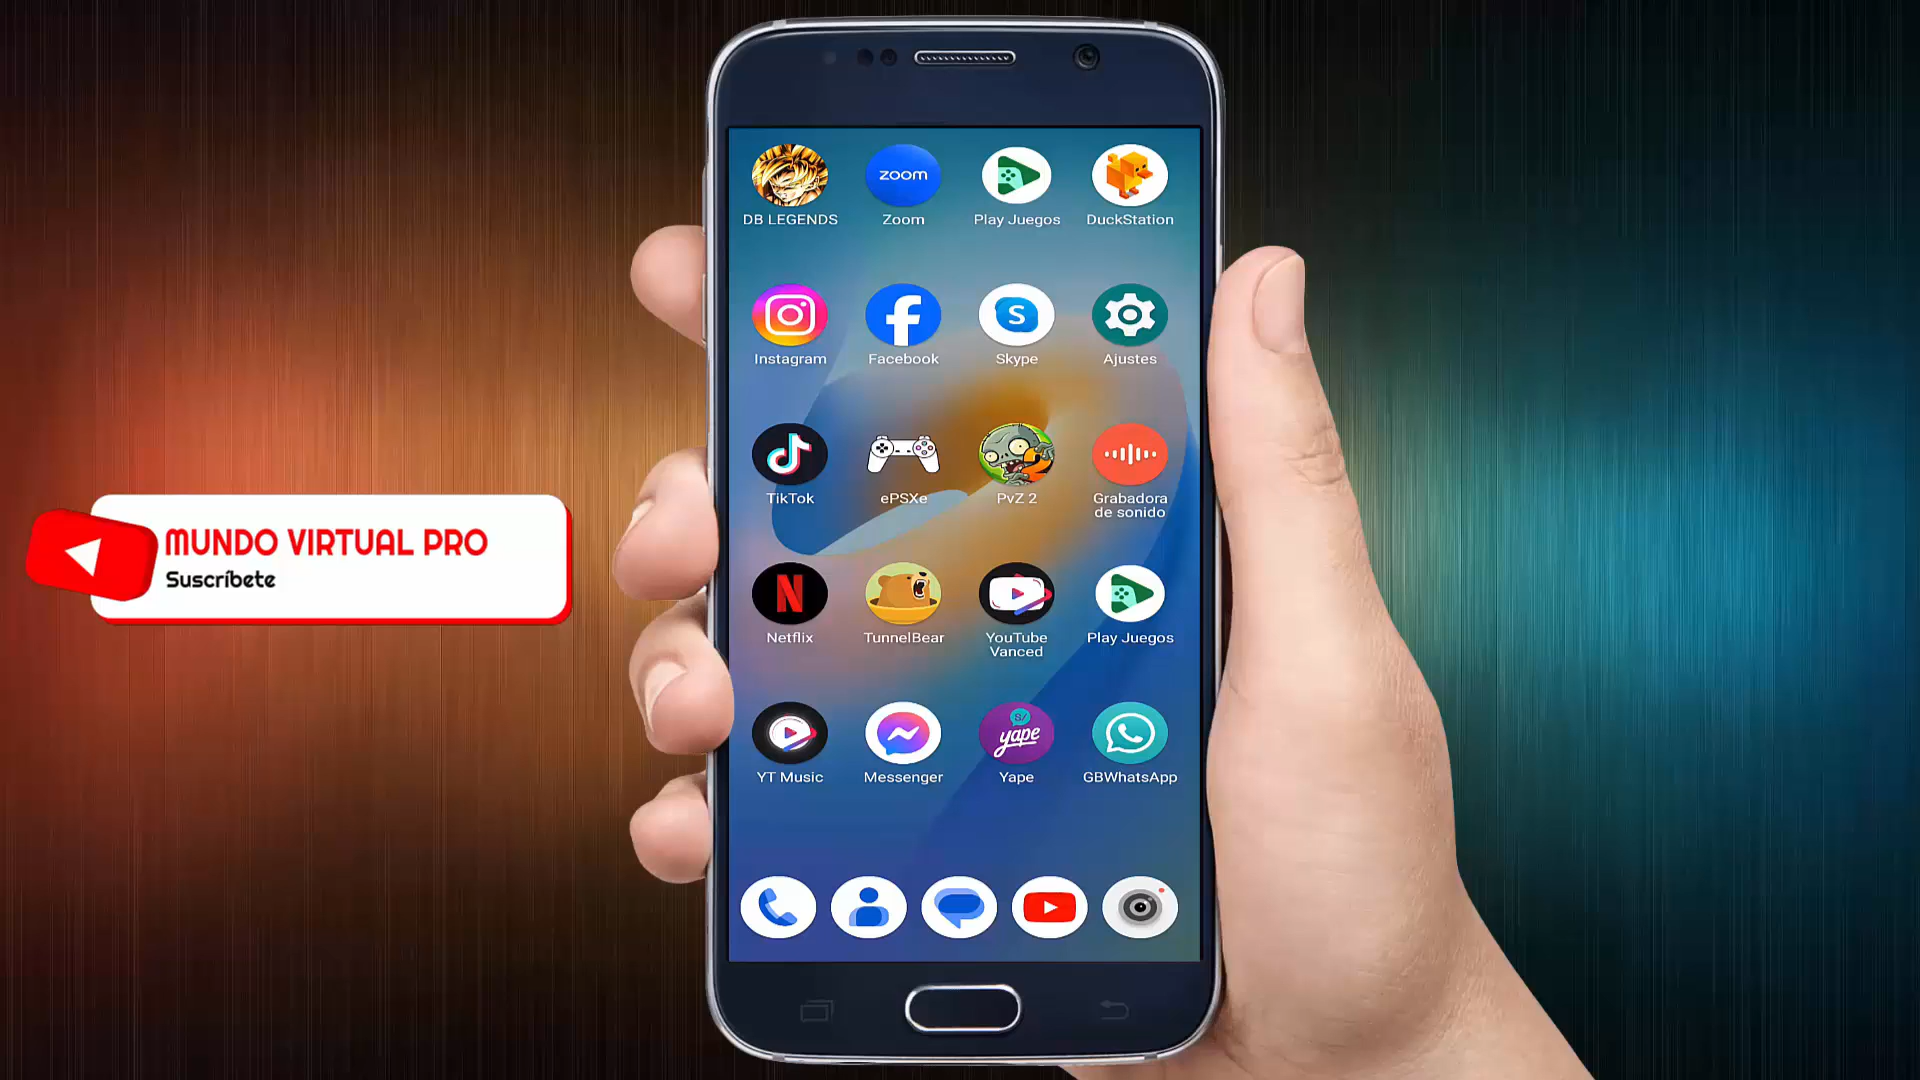 zoom
DB LEGENDS
Zoom
Play Juegos
DuckStation
S
Instagram
Facebook
Skype
Ajustes
TikTok
ePSXe
PvZ 2
Grabadora
de sonido
MUNDO VIRTUAL PRO
Suscríbete
N
Netflix
TunnelBear
YouTube
Vanced
Play Juegos
S/
yape
YT Music
Messenger
Yape
GBWhatsApp